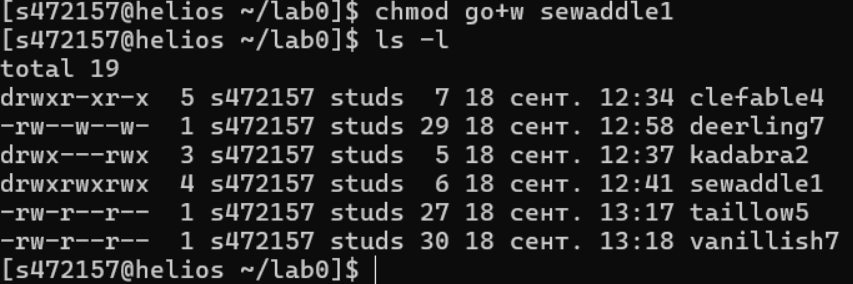 [s472157@helios ~/lab0]$ chmod go+w sewaddle1
[s472157@helios ~/lab0]$ ls -l
total 19
drwxr-xr-x  5 s472157 studs  7 18 сент. 12:34 clefable4
-rw--w--w-  1 s472157 studs 29 18 сент. 12:58 deerling7
drwx---rwx  3 s472157 studs  5 18 сент. 12:37 kadabra2
drwxrwxrwx  4 s472157 studs  6 18 сент. 12:41 sewaddle1
-rw-r--r--  1 s472157 studs 27 18 сент. 13:17 taillow5
-rw-r--r--  1 s472157 studs 30 18 сент. 13:18 vanillish7
[s472157@helios ~/lab0]$